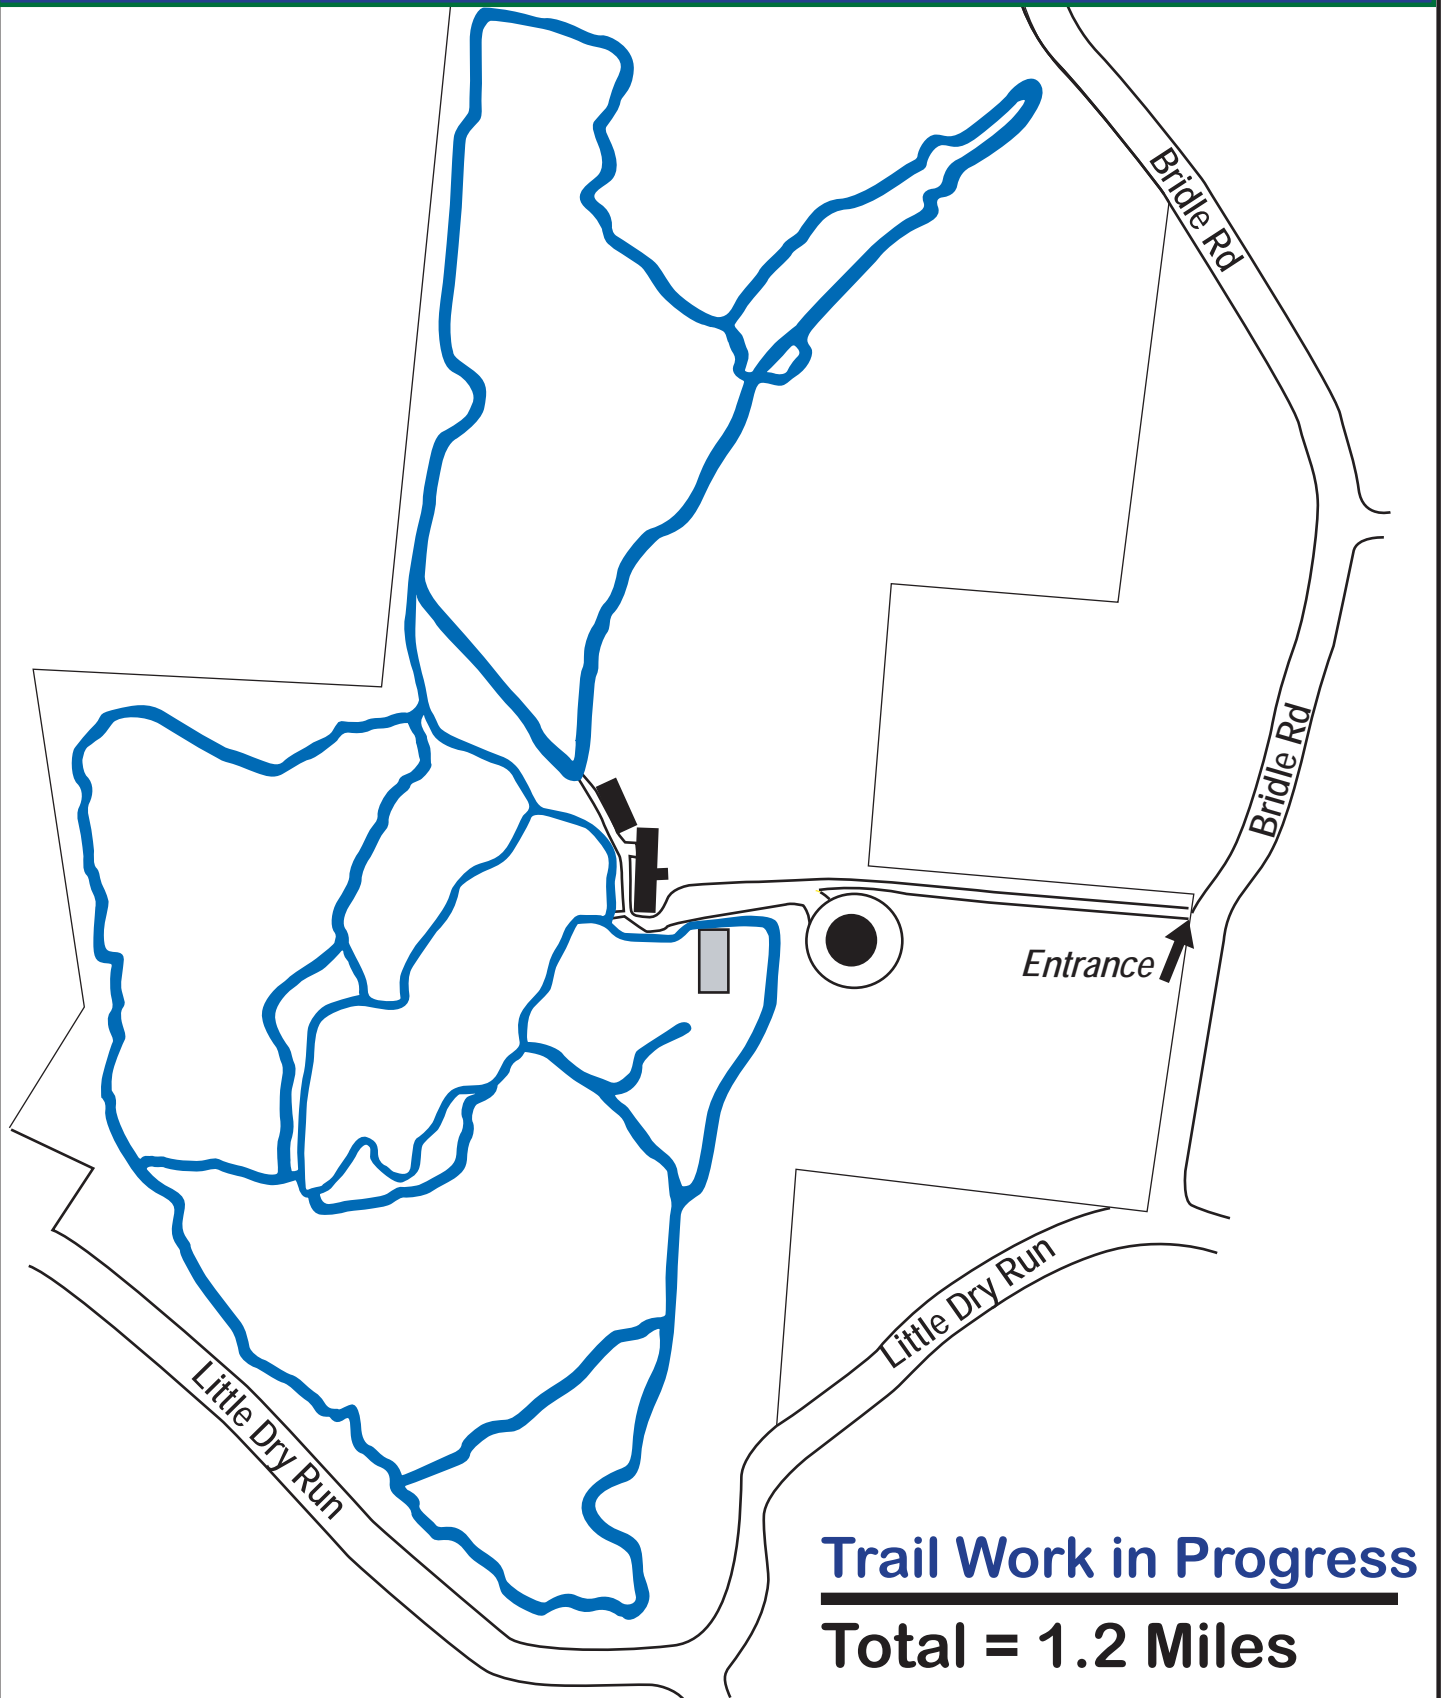 Bridle Rd
Bridle Rd
Entrance
Little Dry Run
Little Dry Run
Trail Work in Progress
Total = 1.2 Miles